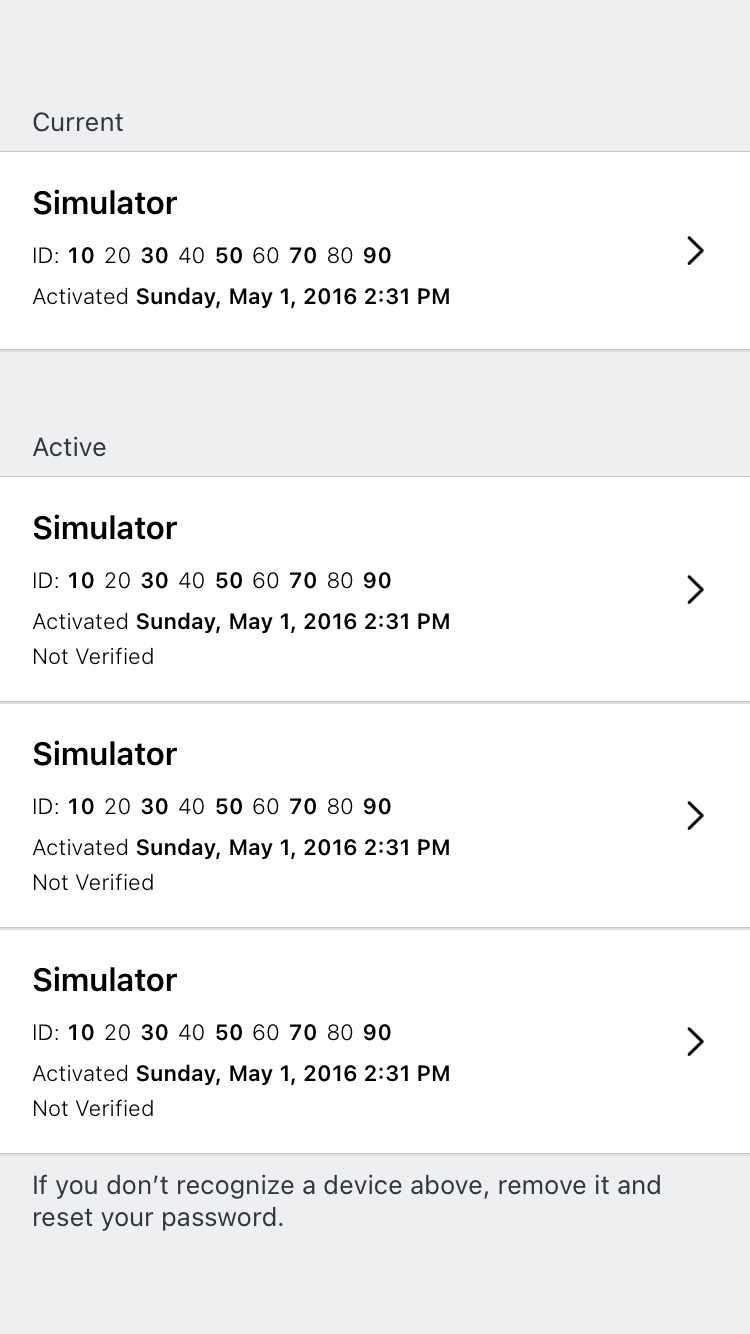 Current
Simulator
ID: 10 20 30 40 50 60 70 80 90
Activated Sunday, May 1, 2016 2:31 PM
Active
Simulator
ID: 10 20 30 40 50 60 70 80 90
Activated Sunday, May 1, 2016 2:31 PM
Not Verified
Simulator
ID: 10 20 30 40 50 60 70 80 90
Activated Sunday, May 1, 2016 2:31 PM
Not Verified
Simulator
ID: 10 20 30 40 50 60 70 80 90
Activated Sunday, May 1, 2016 2:31 PM
Not Verified
If you don’t recognize a device above, remove it and
reset your password.